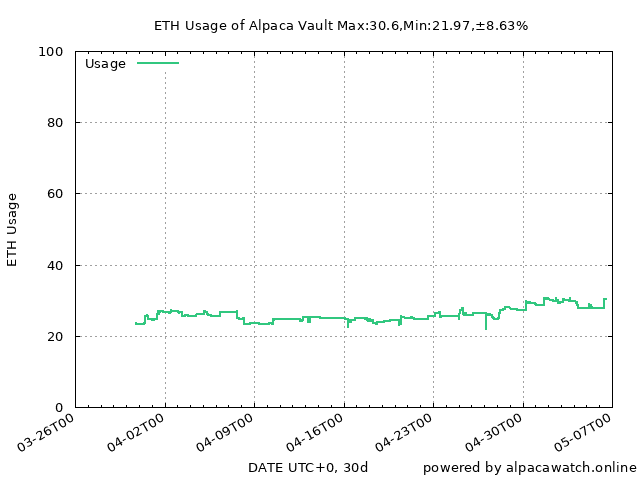 ETH Usage of Alpaca Vault Max:30.6,Min:21.97,±8.63%
Usage
100
80
60
40
20
0
ETH Usage
03-26T00
04-02T00
04-09T00
04-16T00
04-23T00
04-30T00
05-07T00
DATE UTC+0, 30d
powered by alpacawatch.online